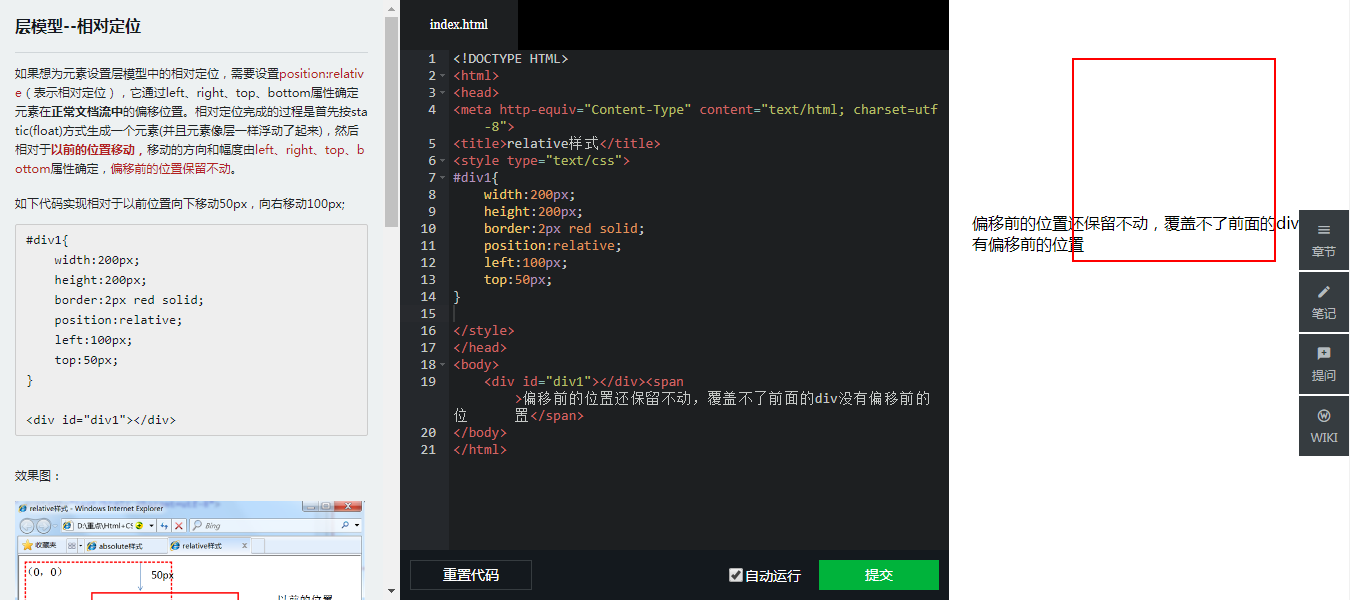 层模型--相对定位
如果想为元素设置层模型中的相对定位，需要设置position:relativ
e（表示相对定位），它通过left、right、top、bottom属性确定
元素在正常文档流中的偏移位置。相对定位完成的过程是首先按sta
tic(float)方式生成一个元素(并且元素像层一样浮动了起来)，然后
相对于以前的位置移动，移动的方向和幅度由left、right、top、b
ottom属性确定，偏移前的位置保留不动。
如下代码实现相对于以前位置向下移动50px，向右移动100px;
#div1{
    width:200px;
    height:200px;
    border:2px red solid;
    position:relative;
    left:100px;
    top:50px;
}
<div id="div1"></div>
效果图：
relative样式 - Windows Internet Explorer
D:\重点\Html+CS
Bing
收藏夹
absolute样式
relative样式
x
(0, 0)
50px
以前的位置
index.html
1 <!DOCTYPE HTML>
2 <html>
3 <head>
4 <meta http-equiv="Content-Type" content="text/html; charset=utf
-8">
5 <title>relative样式</title>
6 <style type="text/css">
7 #div1{
8     width:200px;
9     height:200px;
10     border:2px red solid;
11     position:relative;
12     left:100px;
13     top:50px;
14 }
15
16 </style>
17 </head>
18 <body>
19     <div id="div1"></div><span
>偏移前的位置还保留不动，覆盖不了前面的div没有偏移前的
位 置</span>
20 </body>
21 </html>
重置代码
自动运行
提交
偏移前的位置还保留不动，覆盖不了前面的div
有偏移前的位置
章节
笔记
提问
WIKI